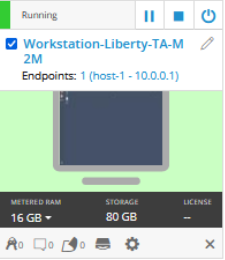 Running
Workstation-Liberty-TA-M
2M
Endpoints: 1 (host-1 - 10.0.0.1)
METERED RAM STORAGE LICENSE
16 GB 80 GB --
0 0 0